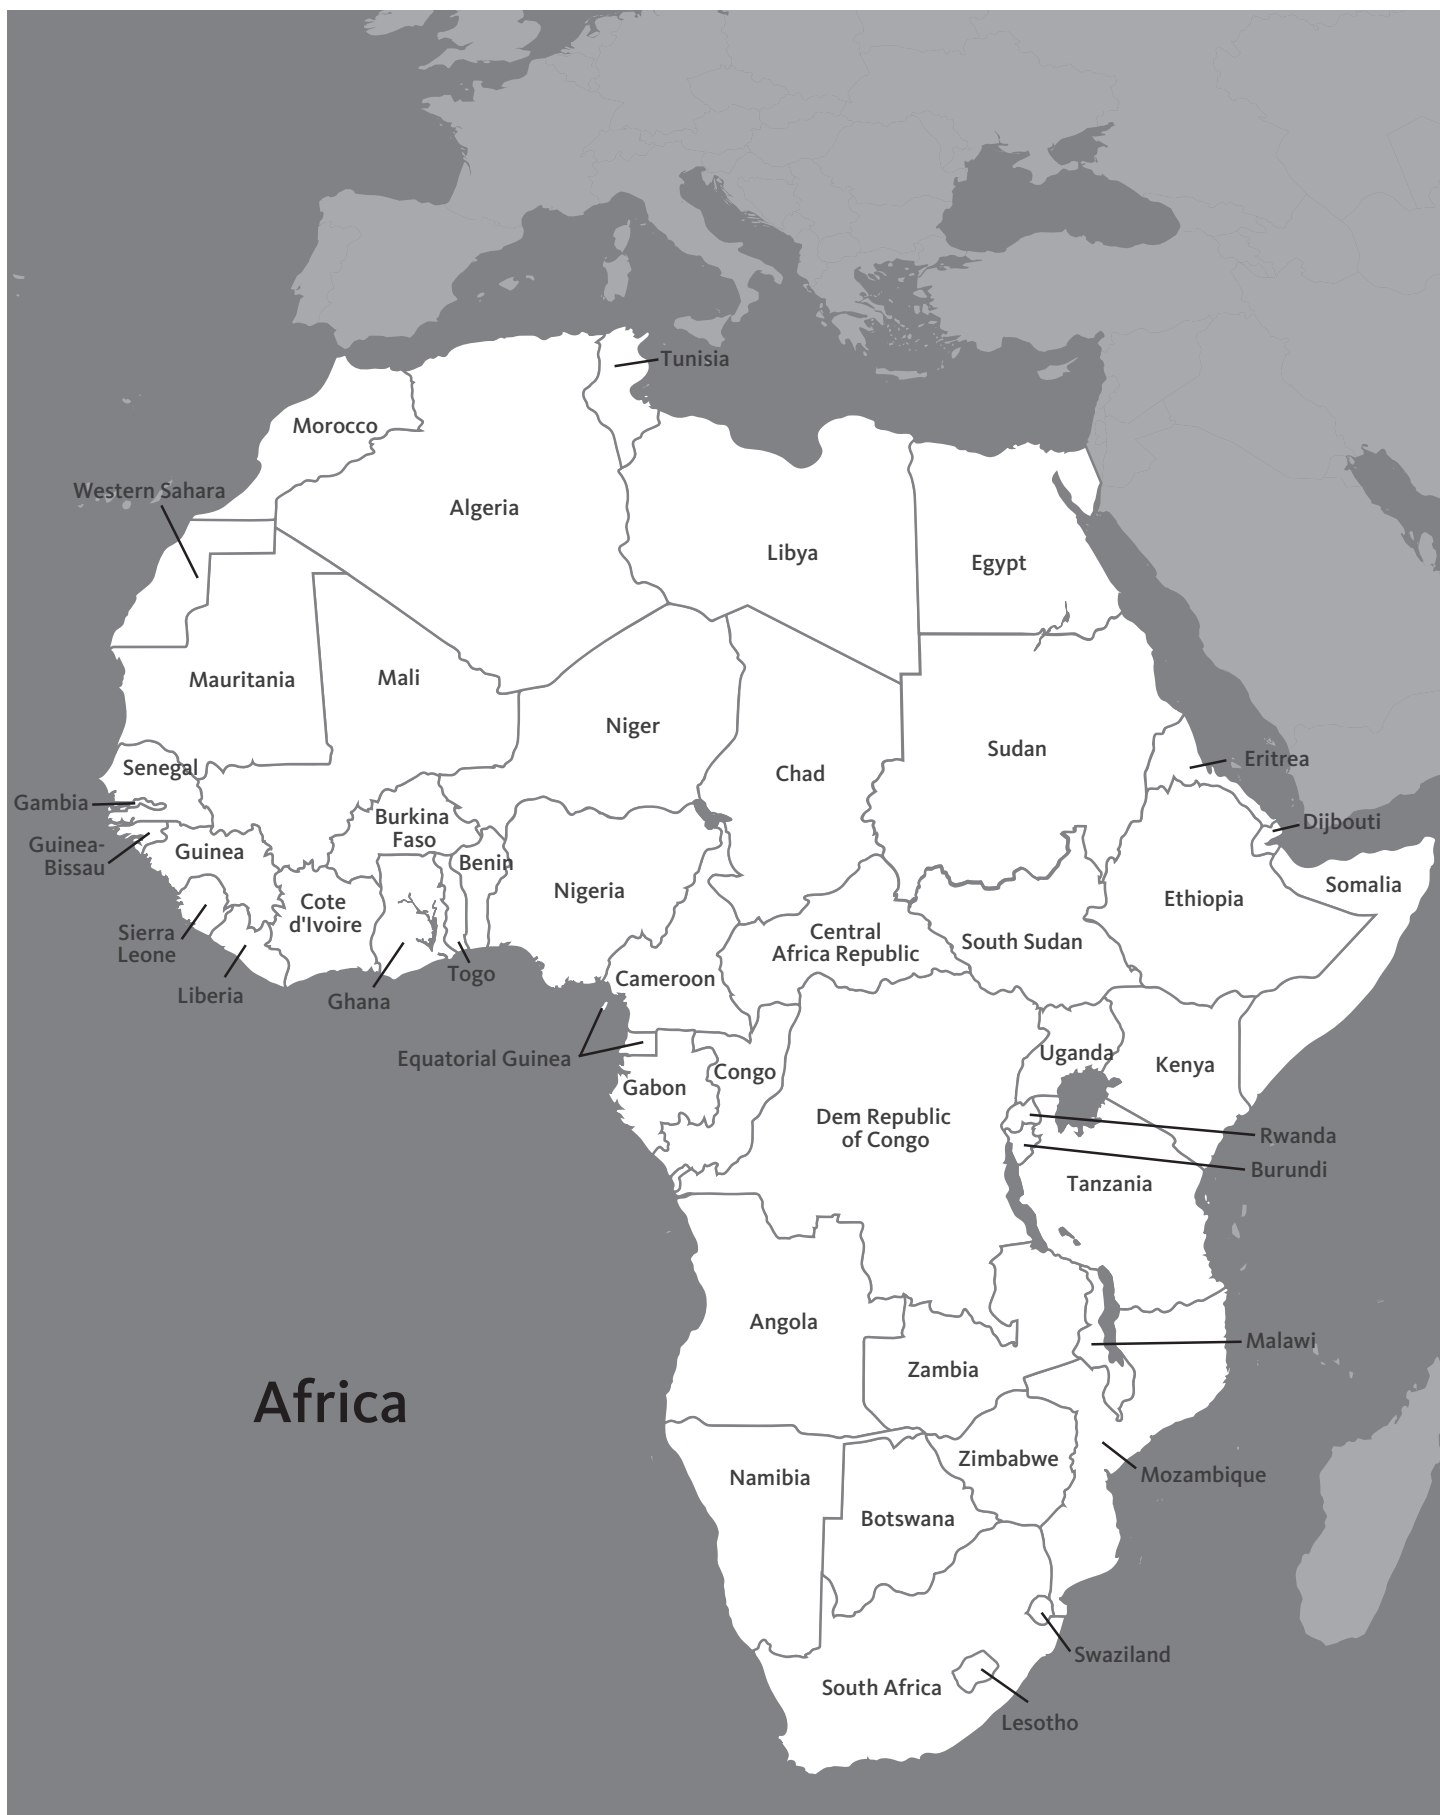 Tunisia
Morocco
Western Sahara
Algeria
Libya
Egypt
Mauritania
Mali
Niger
Chad
Sudan
Eritrea
Senegal
Gambia
Burkina
Faso
Dijbouti
Guinea-
Bissau
Guinea
Benin
Nigeria
Ethiopia
Somalia
Cote
d'Ivoire
Sierra
Leone
Central
Africa Republic
South Sudan
Liberia
Ghana
Togo
Cameroon
Equatorial Guinea
Gabon
Congo
Uganda
Kenya
Dem Republic
of Congo
Rwanda
Burundi
Tanzania
Angola
Malawi
Zambia
Africa
Zimbabwe
Mozambique
Namibia
Botswana
Swaziland
South Africa
Lesotho